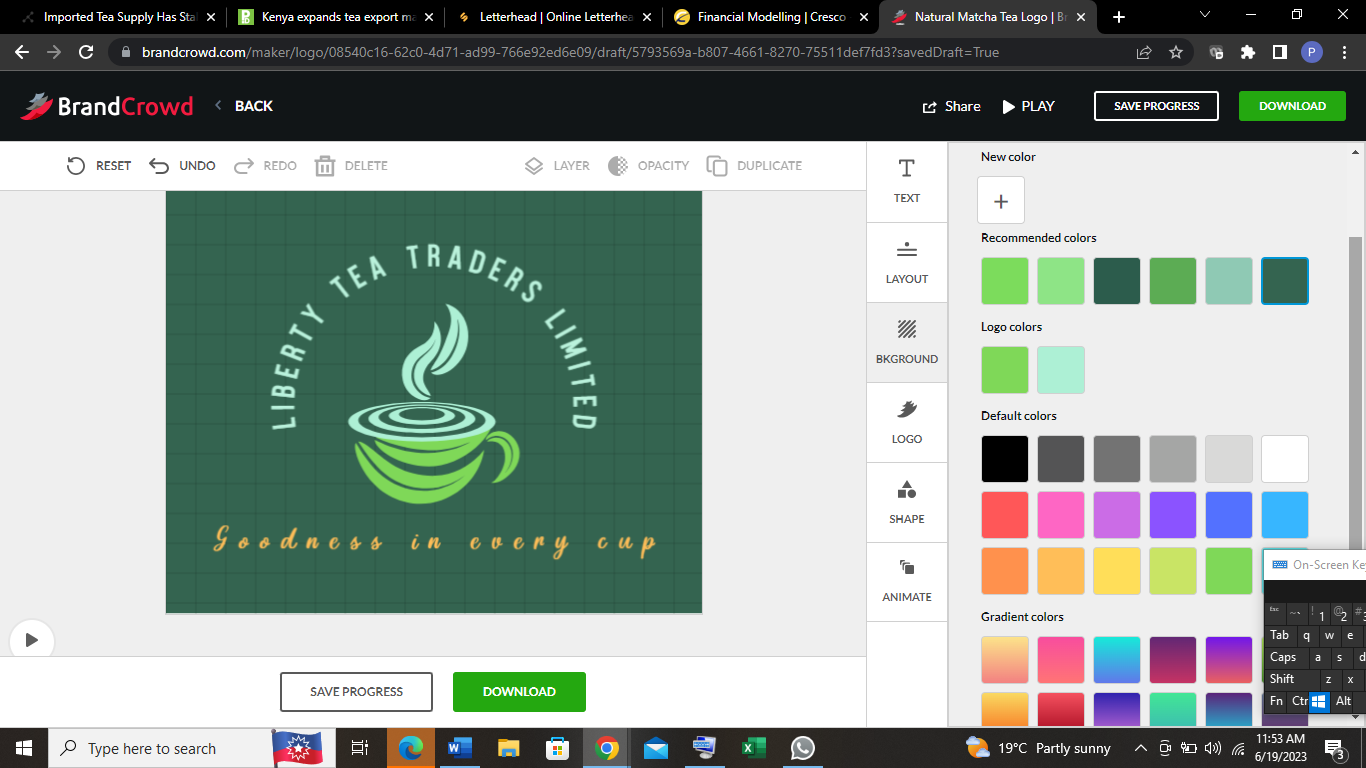 Imported Tea Supply Has Sta
Kenya expands tea export ma
Letterhead | Online Letterhea
Financial Modelling | Cresco
Natural Matcha Tea Logo | Br
brandcrowd.com/maker/logo/08540c16-62c0-4d71-ad99-766e92ed6e09/draft/5793569a-b807-4661-8270-75511def7fd3?savedDraft=True
P
BrandCrowd
BACK
Share
PLAY
SAVE PROGRESS
DOWNLOAD
RESET
UNDO
REDO
DELETE
LAYER
OPACITY
DUPLICATE
LIBERTY TEA TRADERS LIMITED
Goodness in every cup
SAVE PROGRESS
DOWNLOAD
TEXT
LAYOUT
BKGROUND
LOGO
SHAPE
ANIMATE
New color
Recommended colors
Logo colors
Default colors
Gradient colors
On-Screen Key
Esc ~` ! 1 @ 2 # 3
Tab q w e
Caps a s d
Shift z x
Fn Ctr Alt
Type here to search
19°C Partly sunny
11:53 AM
6/19/2023
3